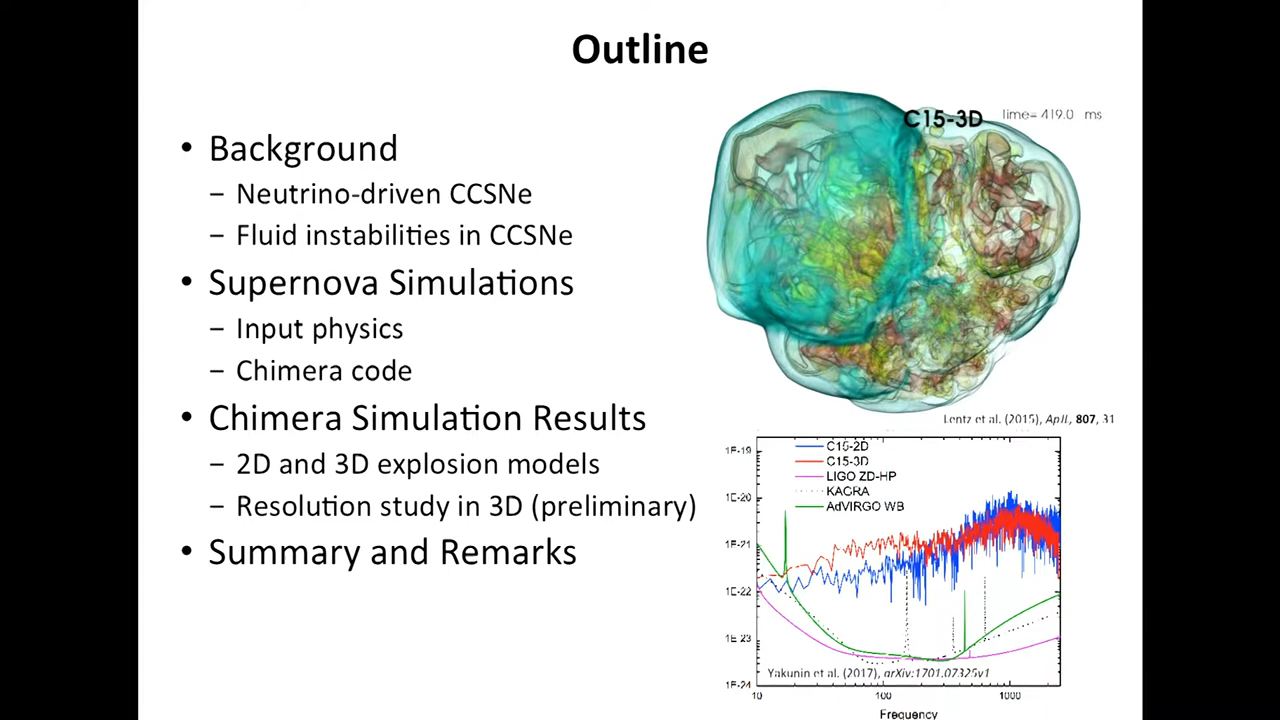 Outline
• Background
– Neutrino-driven CCSNe
– Fluid instabilities in CCSNe
• Supernova Simulations
– Input physics
– Chimera code
• Chimera Simulation Results
– 2D and 3D explosion models
– Resolution study in 3D (preliminary)
• Summary and Remarks
C15-3D
Time= 419.0 ms
Lentz et al. (2015), ApJL, 807, 31
1E-19
1E-20
1E-21
1E-22
1E-23
1E-24
C15-2D
C15-3D
LIGO ZD-HP
KAGRA
AdVIRGO WB
Yakunin et al. (2017), arXiv:1701.07325v1
10
100
1000
Frequency